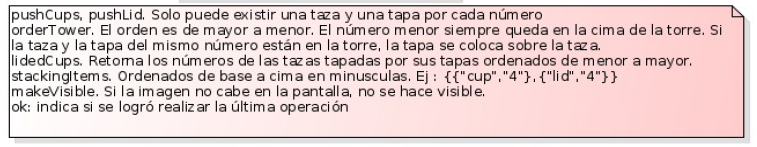 pushCups, pushLid. Solo puede existir una taza y una tapa por cada número
orderTower. El orden es de mayor a menor. El número menor siempre queda en la cima de la torre. Si
la taza y la tapa del mismo número están en la torre, la tapa se coloca sobre la taza.
lidedCups. Retorna los números de las tazas tapadas por sus tapas ordenados de menor a mayor.
stackingItems. Ordenados de base a cima en minusculas. Ej : {{"cup","4"},{"lid","4"}}
makeVisible. Si la imagen no cabe en la pantalla, no se hace visible.
ok: indica si se logró realizar la última operación